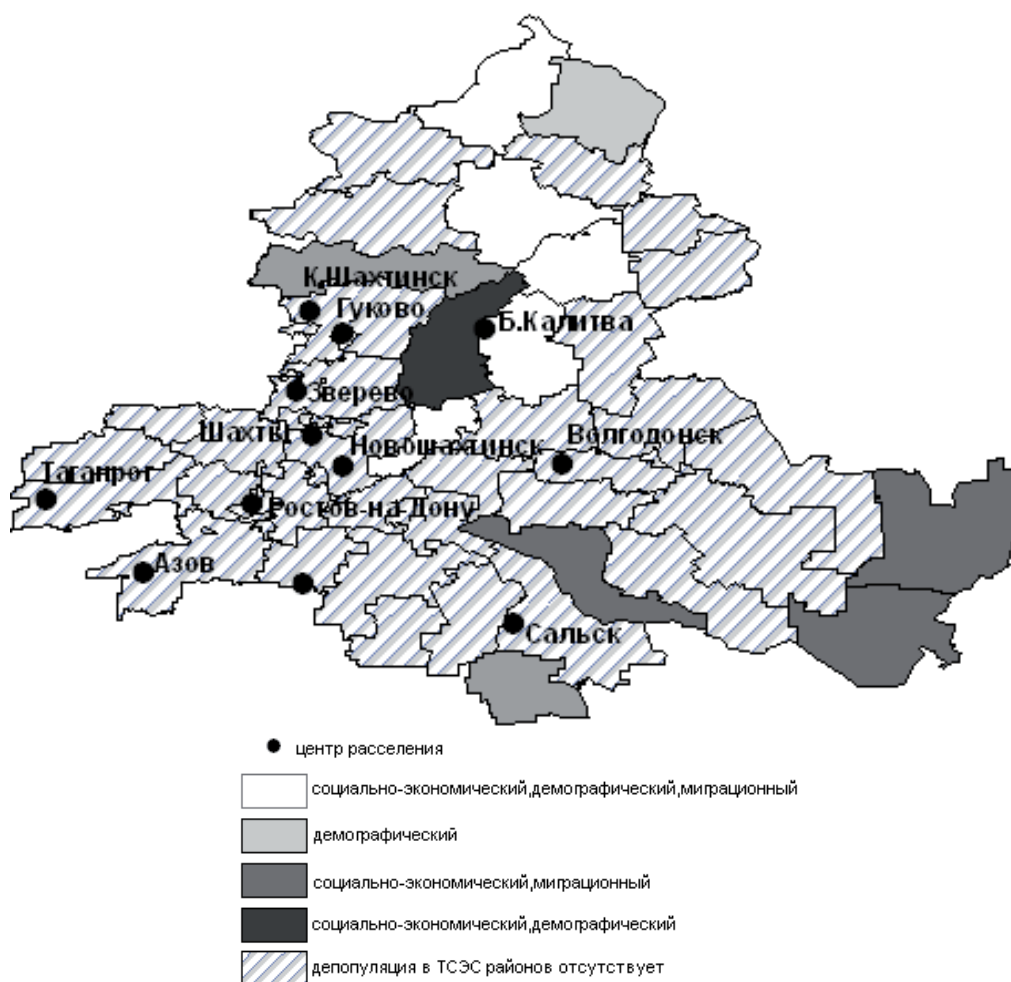 К.Шахтинск
Гуково
Б.Калитва
Зверево
Шахты
Новошахтинск
Волгодонск
Таганрог
Ростов-на-Дону
Азов
Сальск
центр расселения
социально-экономический,демографический,миграционный
демографический
социально-экономический,миграционный
социально-экономический,демографический
депопуляция в ТСЭС районов отсутствует